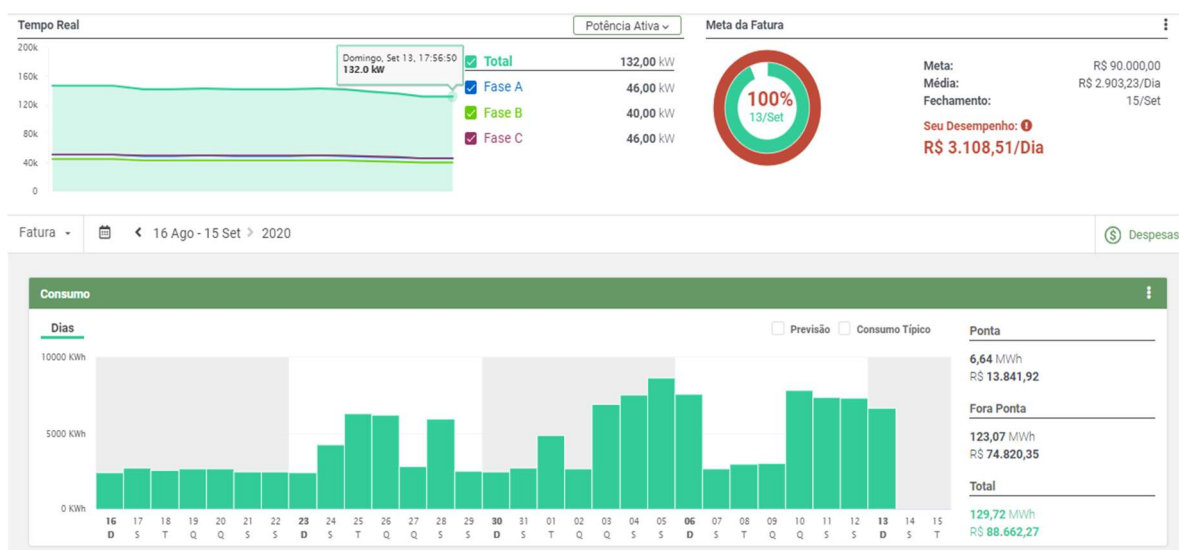 Tempo Real
Potência Ativa
200k
160k
120k
80k
40k
0
Domingo, Set 13, 17:56:50
132.0 kW
Total 132,00 kW
Fase A 46,00 kW
Fase B 40,00 kW
Fase C 46,00 kW
Meta da Fatura
100%
13/Set
Meta: R$ 90.000,00
Média: R$ 2.903,23/Dia
Fechamento: 15/Set
Seu Desempenho:
R$ 3.108,51/Dia
Fatura
16 Ago - 15 Set 2020
Despesas
Consumo
Dias
Previsão Consumo Típico
10000 KWh
5000 KWh
0 KWh
16 17 18 19 20 21 22 23 24 25 26 27 28 29 30 31 01 02 03 04 05 06 07 08 09 10 11 12 13 14 15
D S T Q Q S S D S T Q Q S S D S T Q Q S S D S T Q Q S S D S T
Ponta
6,64 MWh
R$ 13.841,92
Fora Ponta
123,07 MWh
R$ 74.820,35
Total
129,72 MWh
R$ 88.662,27